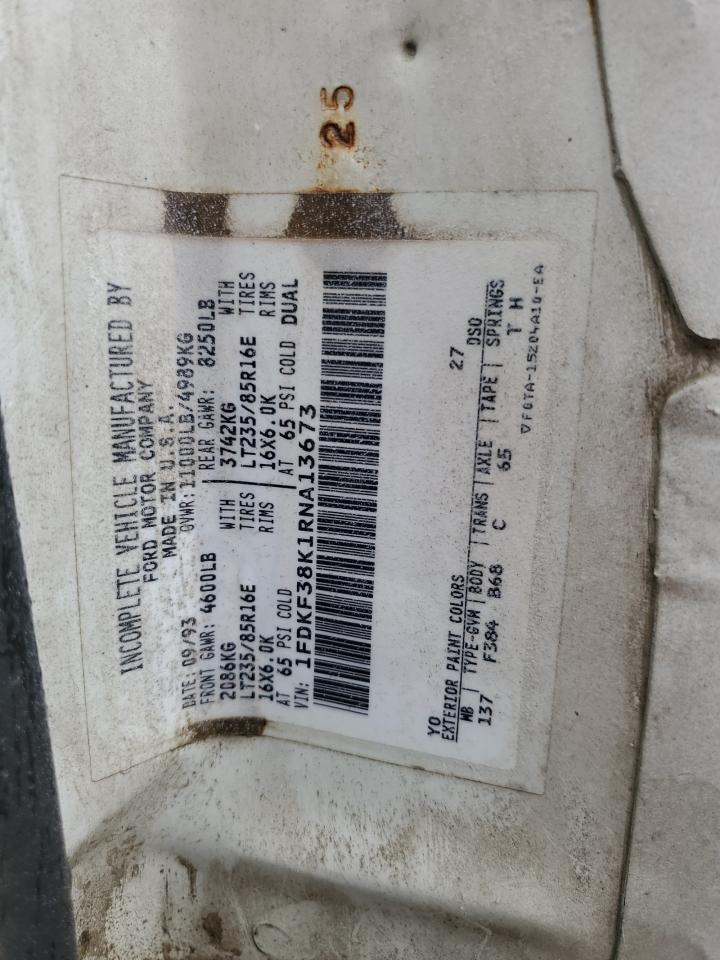 25
INCOMPLETE VEHICLE MANUFACTURED BY
FORD MOTOR COMPANY
MADE IN U.S.A.
DATE: 09/93 GVWR: 11000LB/4989KG
FRONT GAWR: 4600LB REAR GAWR: 8250LB
2086KG WITH 3742KG WITH
LT235/85R16E TIRES LT235/85R16E TIRES
16X6.0K RIMS 16X6.0K RIMS
AT 65 PSI COLD AT 65 PSI COLD DUAL
VIN: 1FDKF38K1RNA13673
YO 27
EXTERIOR PAINT COLORS DSO
WB | TYPE-GVW | BODY | TRANS | AXLE | TAPE | SPRINGS
137 F384 B68 C 65 T H
▽F0TA-15204A10-EA